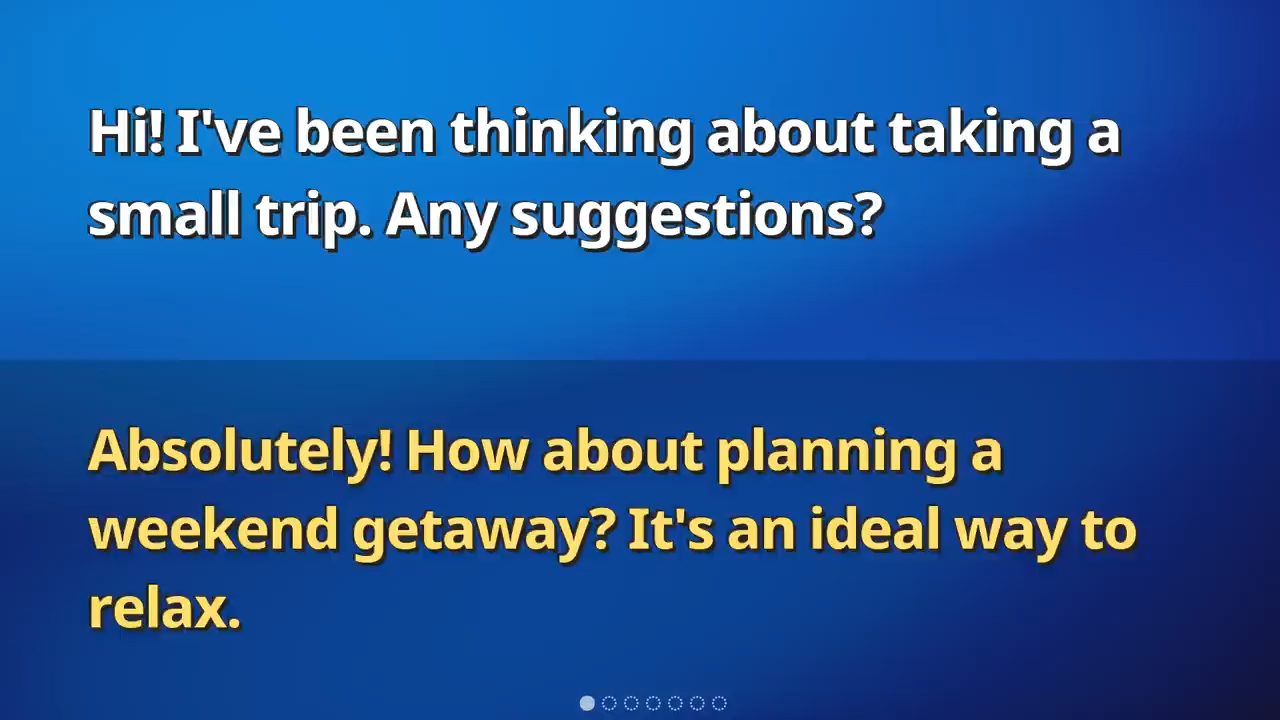 Hi! I've been thinking about taking a
small trip. Any suggestions?
Absolutely! How about planning a
weekend getaway? It's an ideal way to
relax.